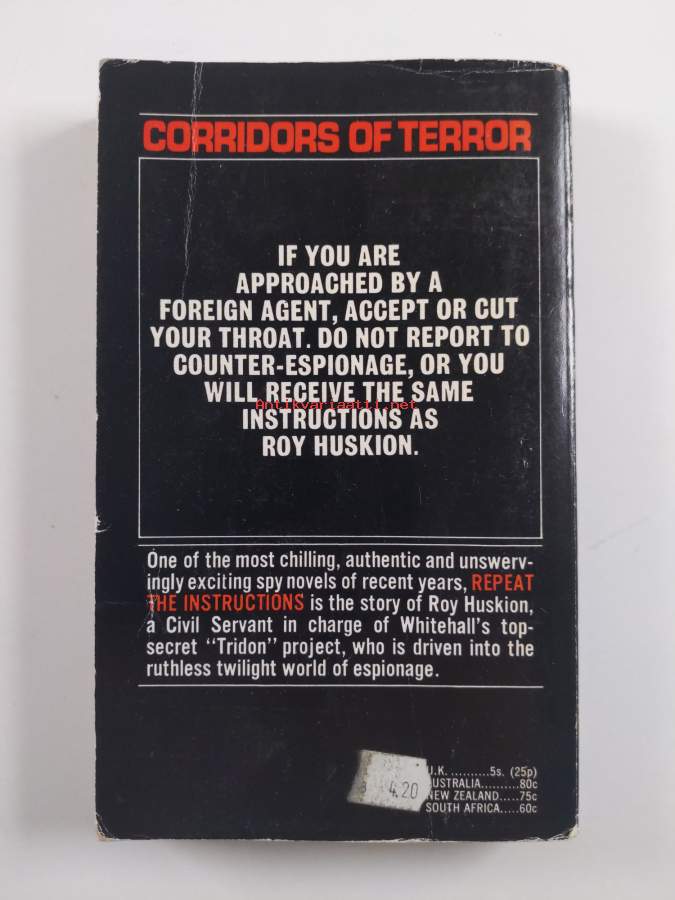 CORRIDORS OF TERROR
IF YOU ARE
APPROACHED BY A
FOREIGN AGENT, ACCEPT OR CUT
YOUR THROAT. DO NOT REPORT TO
COUNTER-ESPIONAGE, OR YOU
WILL RECEIVE THE SAME
Antikvariaatti.net
INSTRUCTIONS AS
ROY HUSKION.
One of the most chilling, authentic and unswerv-
ingly exciting spy novels of recent years, REPEAT
THE INSTRUCTIONS is the story of Roy Huskion,
a Civil Servant in charge of Whitehall's top-
secret "Tridon" project, who is driven into the
ruthless twilight world of espionage.
4.20
U.K. ..........5s. (25p)
AUSTRALIA..........80c
NEW ZEALAND.....75c
SOUTH AFRICA.....60c